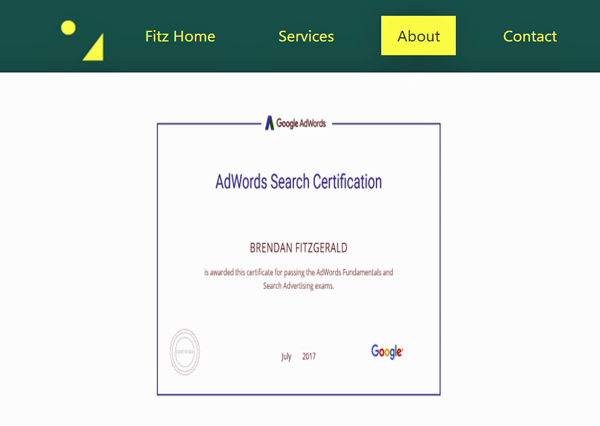 Fitz Home Services About Contact
Google AdWords
AdWords Search Certification
BRENDAN FITZGERALD
is awarded this certificate for passing the AdWords Fundamentals and
Search Advertising exams.
July 2017
Google